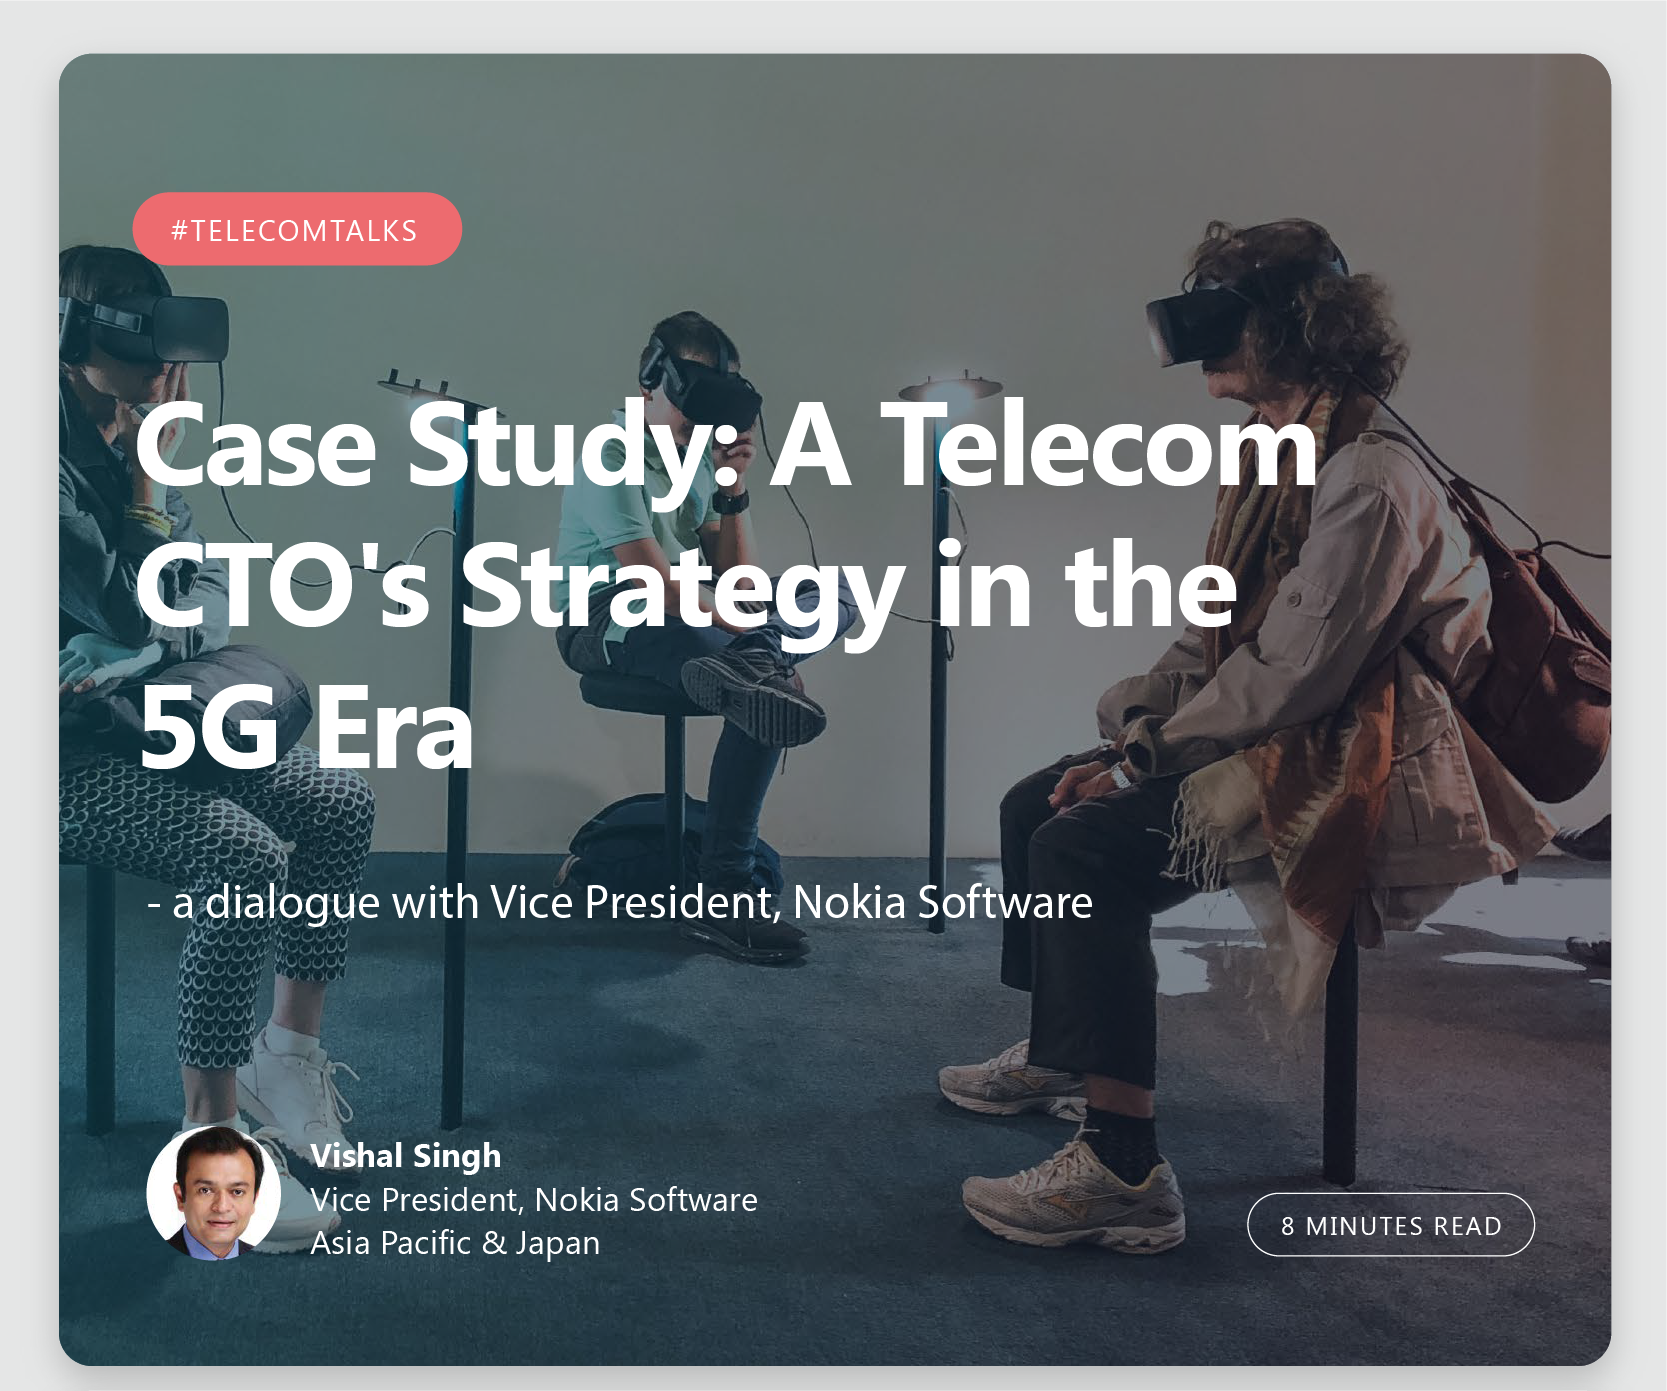 #TELECOMTALKS
Case Study: A Telecom
CTO's Strategy in the
5G Era
- a dialogue with Vice President, Nokia Software
Vishal Singh
Vice President, Nokia Software
Asia Pacific & Japan
8 MINUTES READ